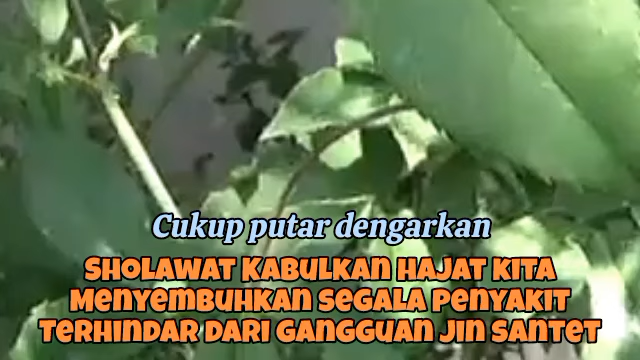 Cukup putar dengarkan
SHOLAWAT KABULKAN HAJAT KITA
MENYEMBUHKAN SEGALA PENYAKIT
TERHINDAR DARI GANGGUAN JIN SANTET